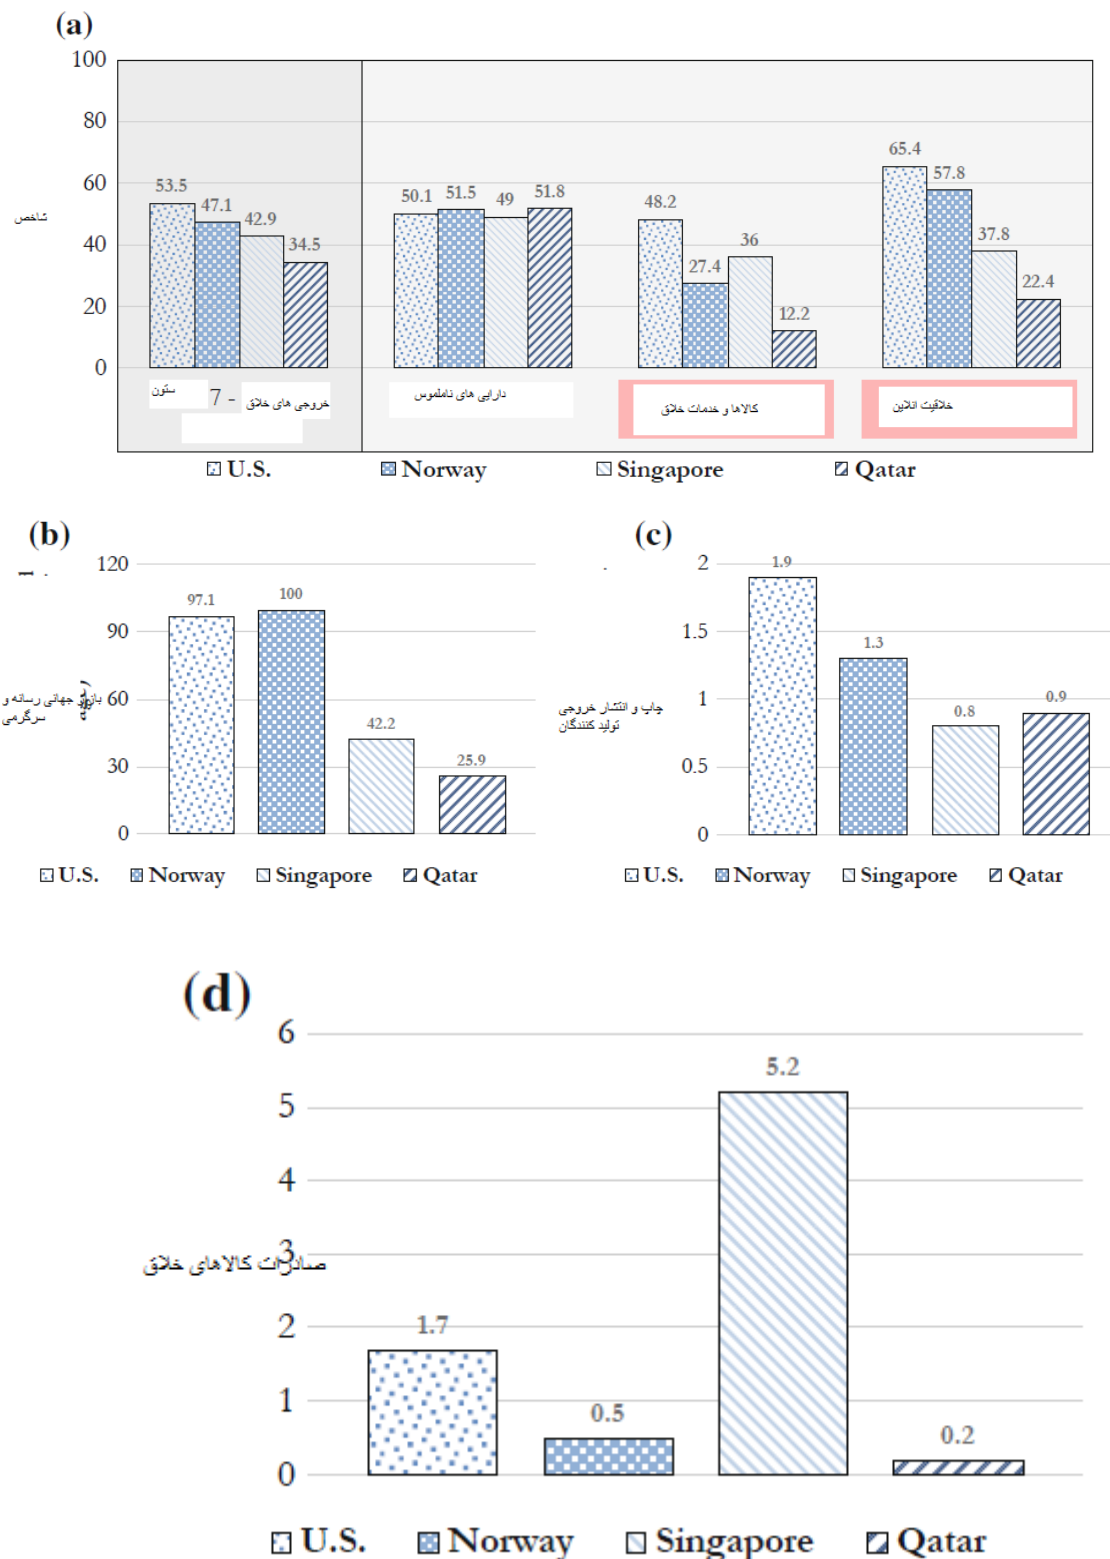 (a)
100
80
60
40
20
0
شاخص
53.5
47.1
42.9
34.5
50.1
51.5
49
51.8
48.2
27.4
36
12.2
65.4
57.8
37.8
22.4
ستون
7 -
خروجی های خلاق
دارایی های ناملموس
کالاها و خدمات خلاق
خلاقیت انلاین
U.S. Norway Singapore Qatar
(b)
120
90
60
30
0
بازار جهانی رسانه و
سرگرمی
97.1
100
42.2
25.9
U.S. Norway Singapore Qatar
(c)
2
1.5
1
0.5
0
چاپ و انتشار خروجی
تولید کنندگان
1.9
1.3
0.8
0.9
U.S. Norway Singapore Qatar
(d)
6
5
4
3
2
1
0
صادرات کالاهای خلاق
1.7
0.5
5.2
0.2
U.S. Norway Singapore Qatar